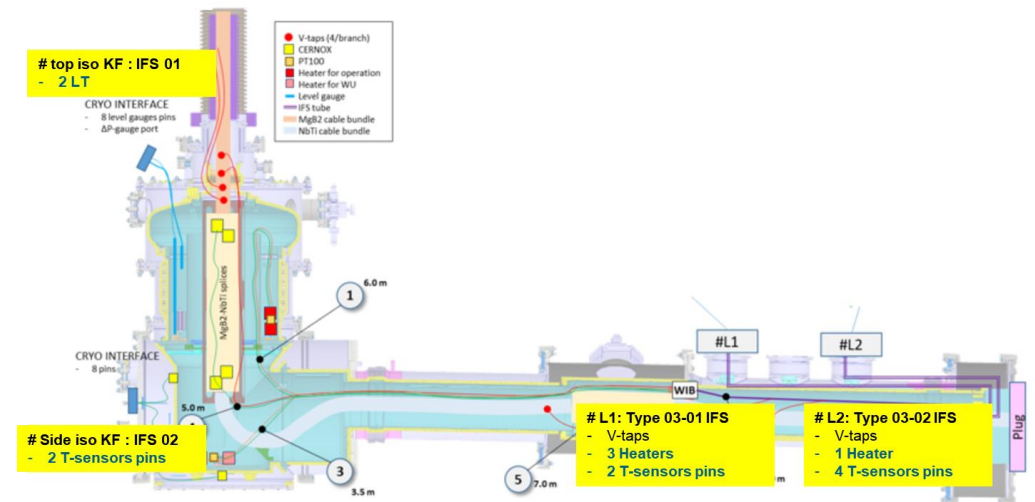 # top iso KF : IFS 01
- 2 LT
CRYO INTERFACE
- 8 level gauges pins
- ΔP-gauge port
V-taps (4/branch)
CERNOX
PT100
Heater for operation
Heater for WU
Level gauge
IFS tube
MgB2 cable bundle
NbTi cable bundle
MgB2-NbTi splices
1
6.0 m
CRYO INTERFACE
- 8 pins
5.0 m
#L1
#L2
WIB
Plug
# Side iso KF : IFS 02
- 2 T-sensors pins
3
3.5 m
5
7.0 m
# L1: Type 03-01 IFS
- V-taps
- 3 Heaters
- 2 T-sensors pins
# L2: Type 03-02 IFS
- V-taps
- 1 Heater
- 4 T-sensors pins
m